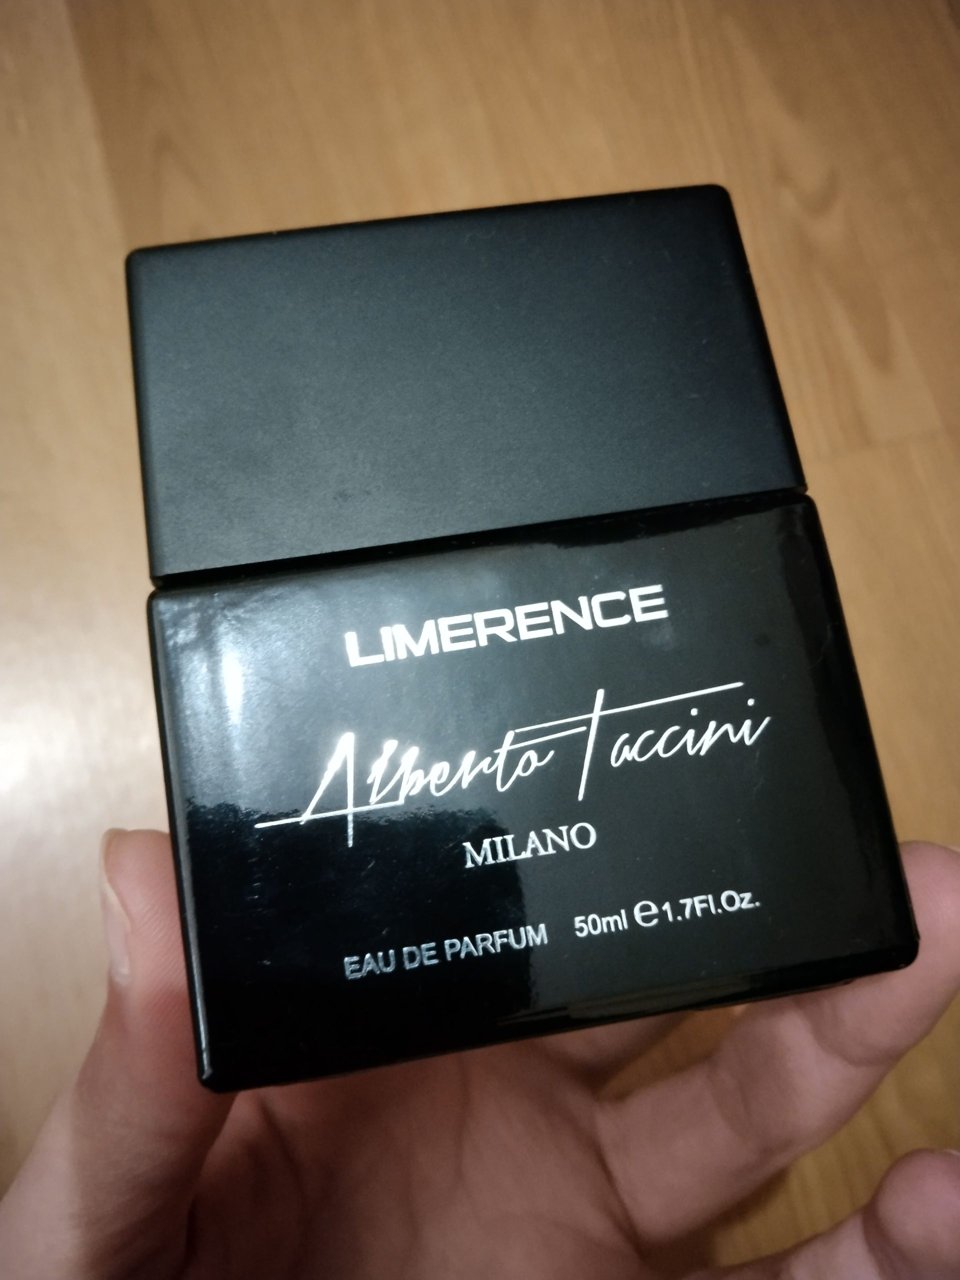 LIMERENCE
Alberto Taccini
MILANO
EAU DE PARFUM 50ml ℮ 1.7Fl.Oz.